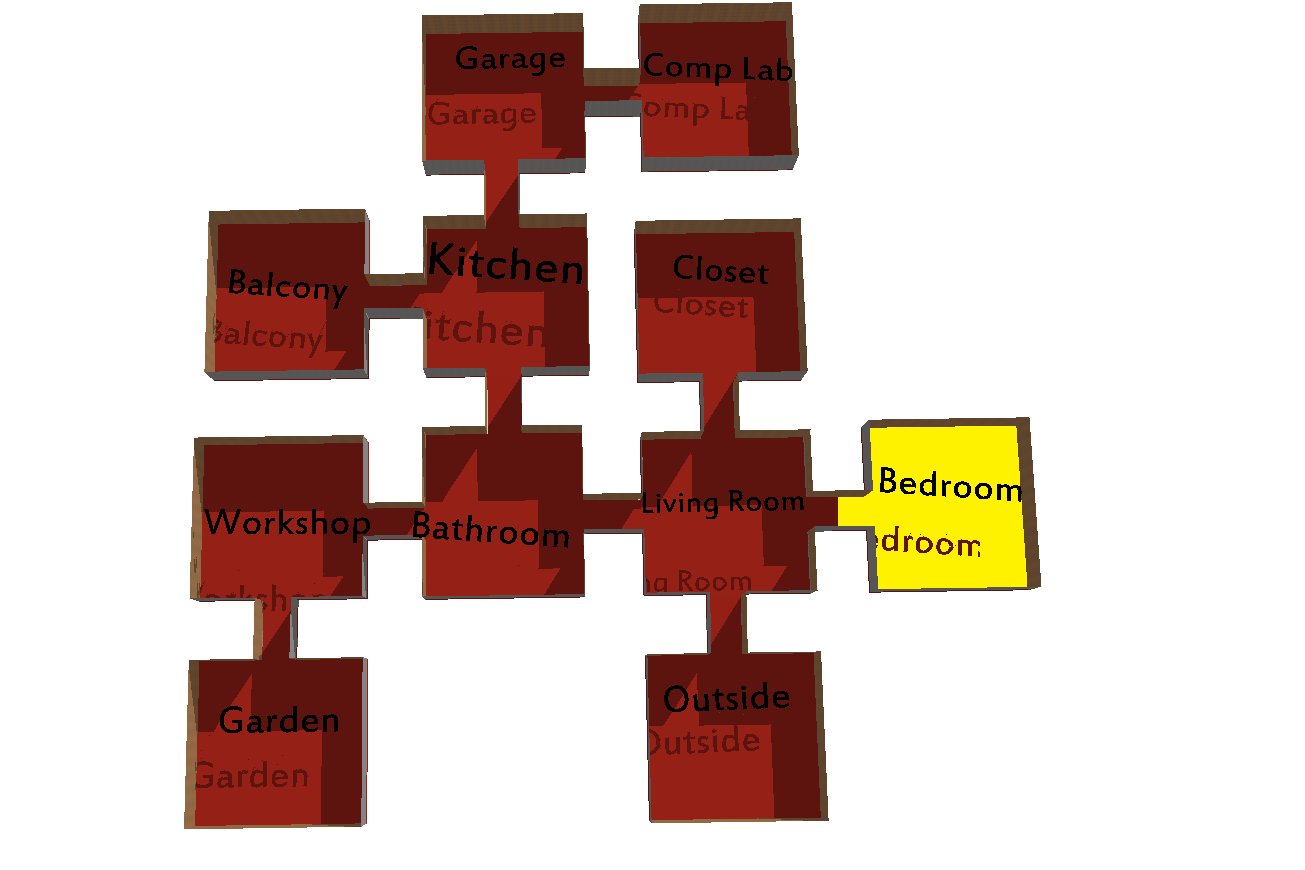 Garage
Comp Lab
Garage
omp La
Balcony
Kitchen
Closet
Balcony
itchen
Closet
Workshop
Bathroom
Living Room
Bedroom
orkshop
ng Room
edroom
Garden
Outside
Garden
Outside